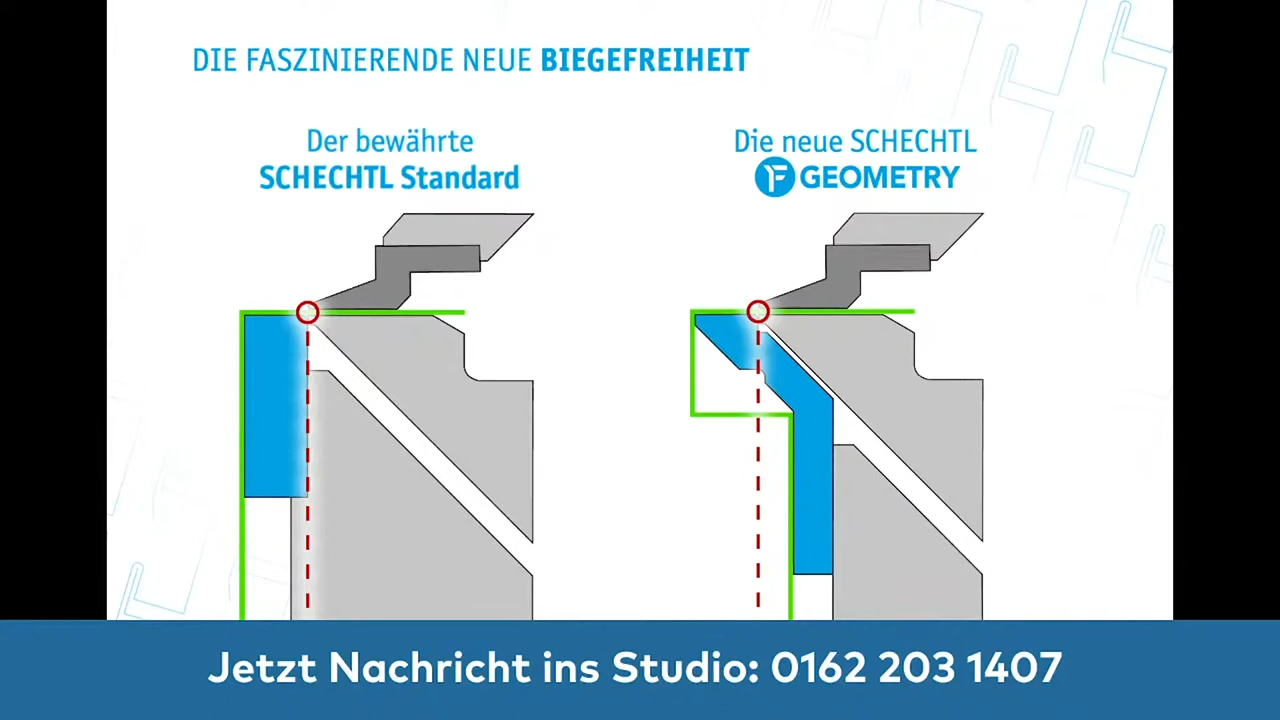 DIE FASZINIERENDE NEUE BIEGEFREIHEIT
Der bewährte
SCHECHTL Standard
Die neue SCHECHTL
F GEOMETRY
Jetzt Nachricht ins Studio: 0162 203 1407